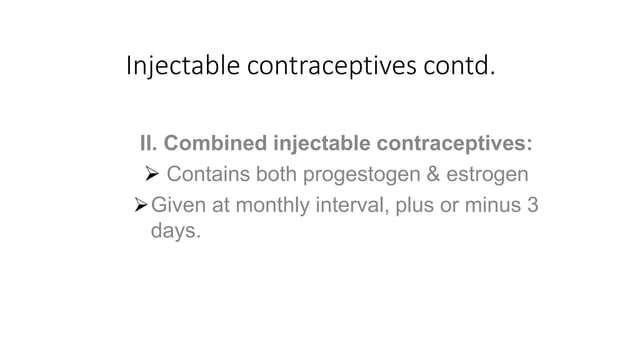 Injectable contraceptives contd.
II. Combined injectable contraceptives:
➢ Contains both progestogen & estrogen
➢Given at monthly interval, plus or minus 3
days.